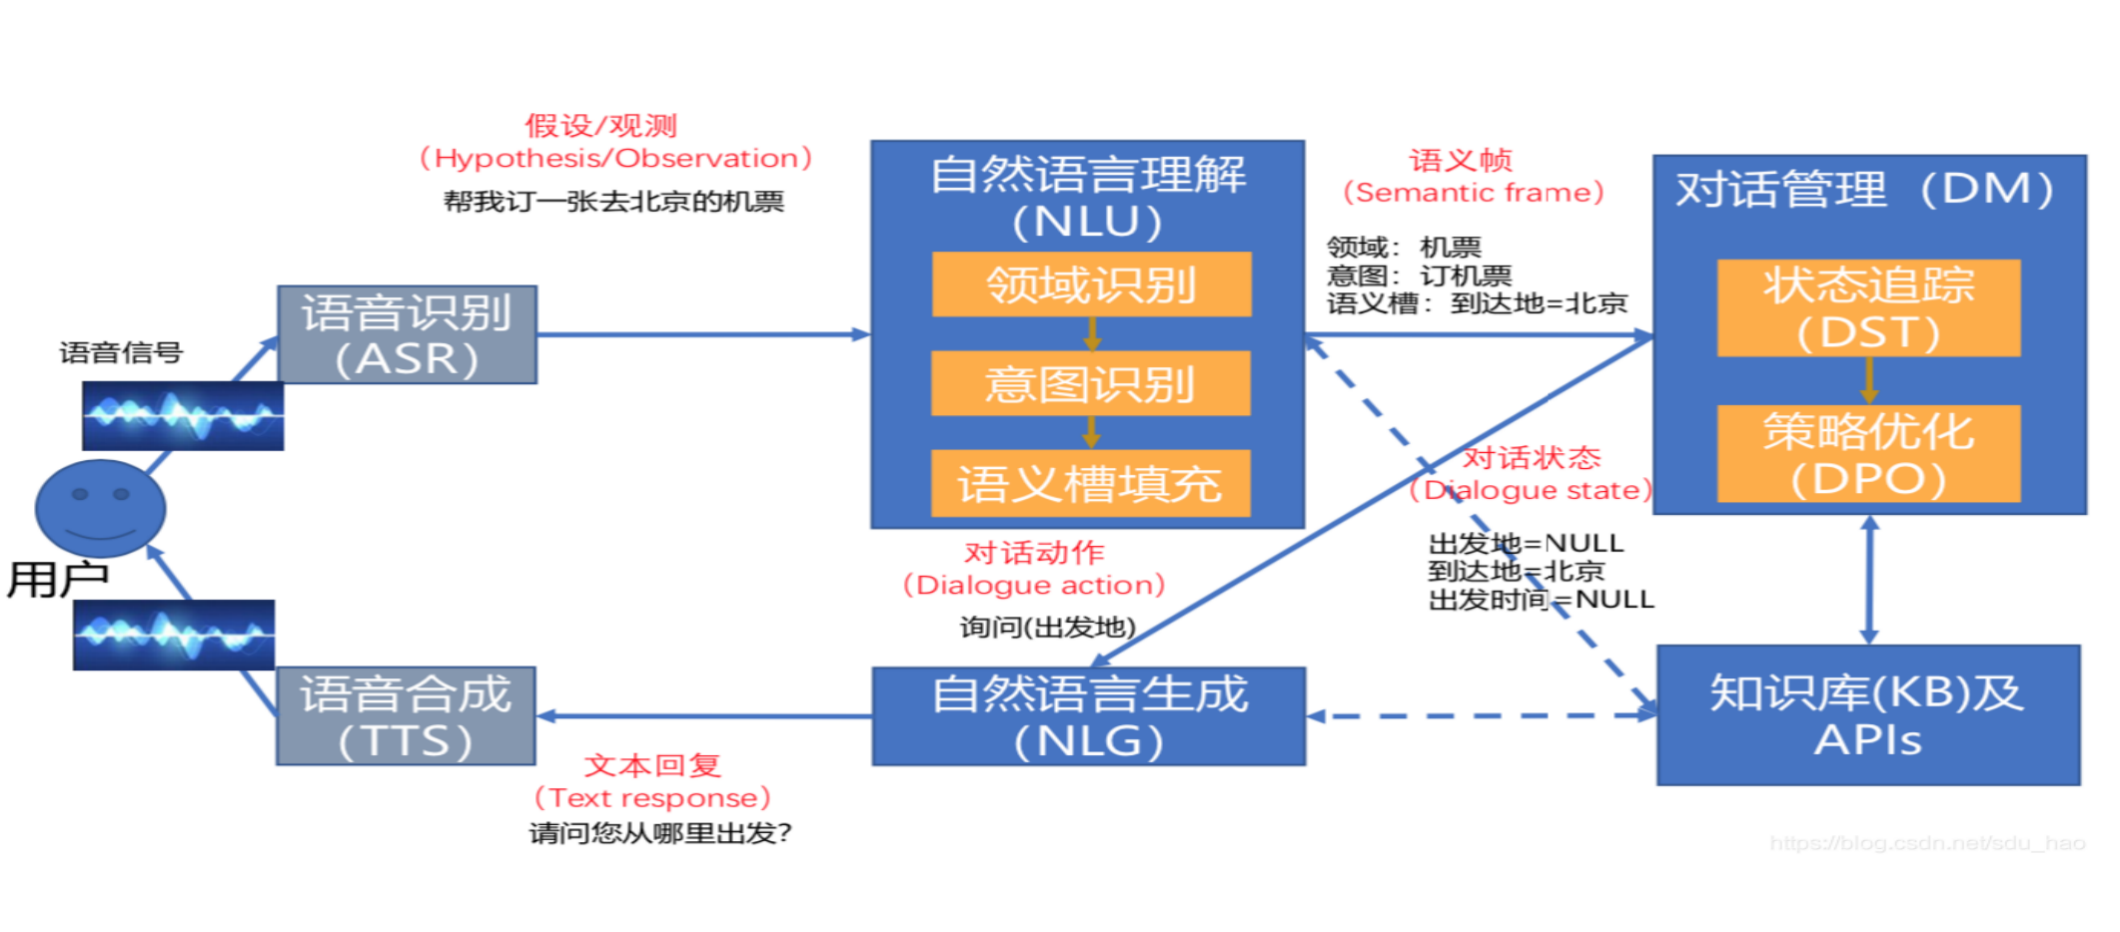 假设/观测
（Hypothesis/Observation）
帮我订一张去北京的机票
语音信号
语音识别
（ASR）
自然语言理解
（NLU）
领域识别
意图识别
语义槽填充
语义帧
（Semantic frame）
领域：机票
意图：订机票
语义槽：到达地=北京
对话管理（DM）
状态追踪
（DST）
策略优化
（DPO）
对话状态
（Dialogue state）
出发地=NULL
到达地=北京
出发时间=NULL
知识库(KB)及
APIs
对话动作
（Dialogue action）
询问(出发地)
自然语言生成
（NLG）
文本回复
（Text response）
请问您从哪里出发?
语音合成
（TTS）
用户
https://blog.csdn.net/sdu_hao